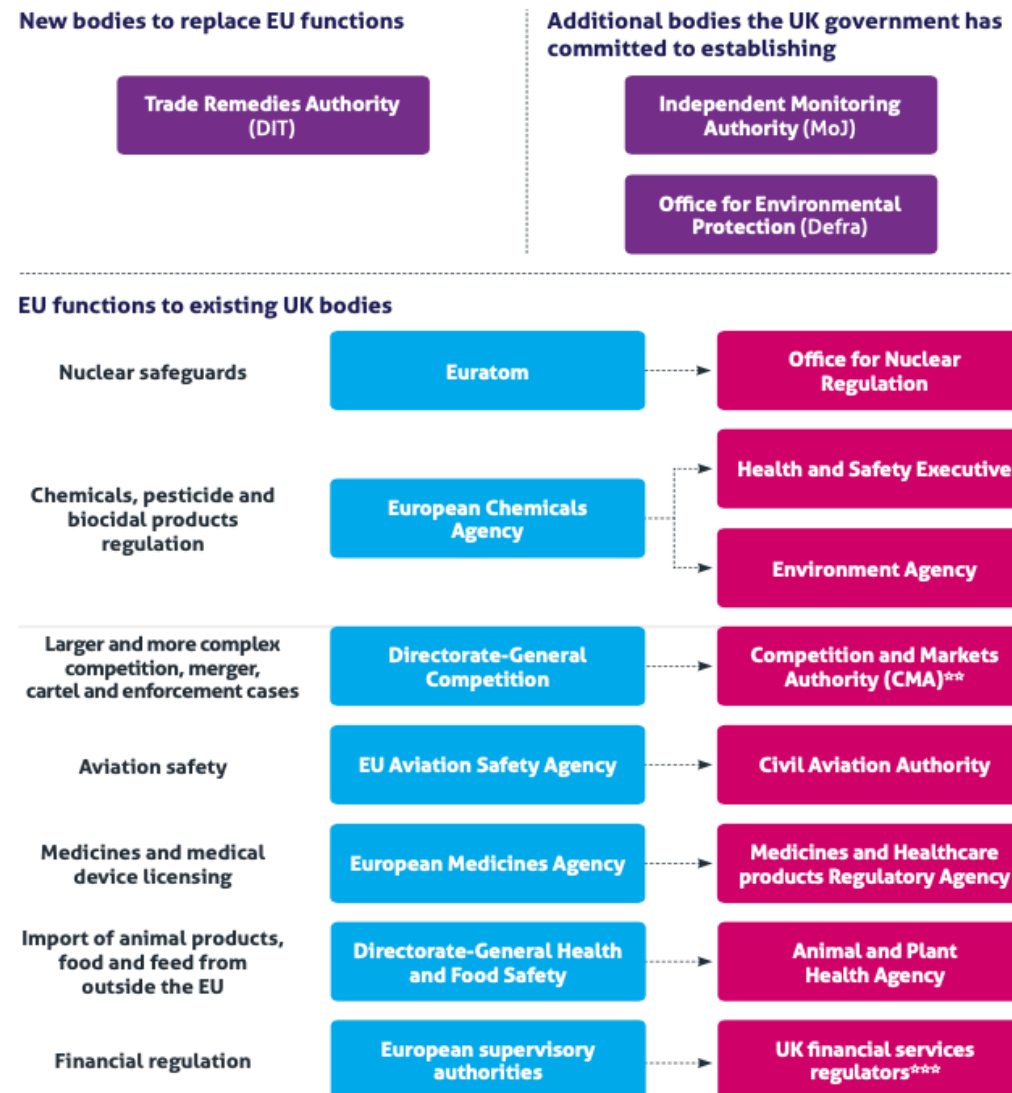 New bodies to replace EU functions
Trade Remedies Authority
(DIT)
Additional bodies the UK government has
committed to establishing
Independent Monitoring
Authority (MoJ)
Office for Environmental
Protection (Defra)
EU functions to existing UK bodies
Nuclear safeguards
Euratom
Office for Nuclear
Regulation
Chemicals, pesticide and
biocidal products
regulation
European Chemicals
Agency
Health and Safety Executive
Environment Agency
Larger and more complex
competition, merger,
cartel and enforcement cases
Directorate-General
Competition
Competition and Markets
Authority (CMA)**
Aviation safety
EU Aviation Safety Agency
Civil Aviation Authority
Medicines and medical
device licensing
European Medicines Agency
Medicines and Healthcare
products Regulatory Agency
Import of animal products,
food and feed from
outside the EU
Directorate-General Health
and Food Safety
Animal and Plant
Health Agency
Financial regulation
European supervisory
authorities
UK financial services
regulators***